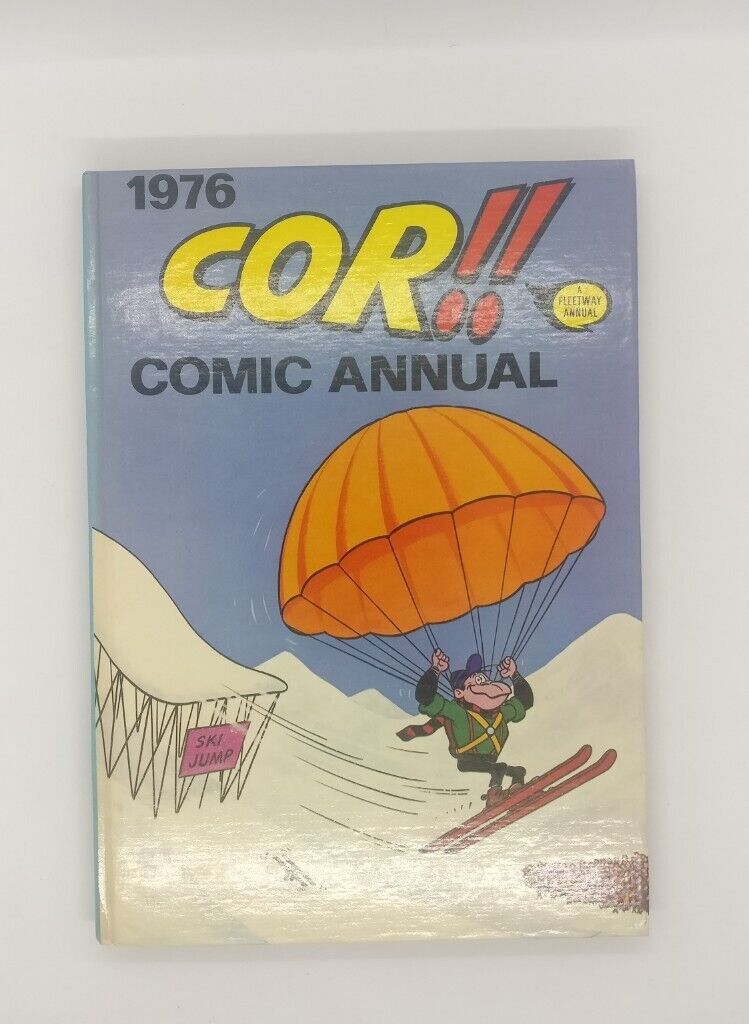 1976
COR!!
A
FLEETWAY
ANNUAL
COMIC ANNUAL
SKI
JUMP